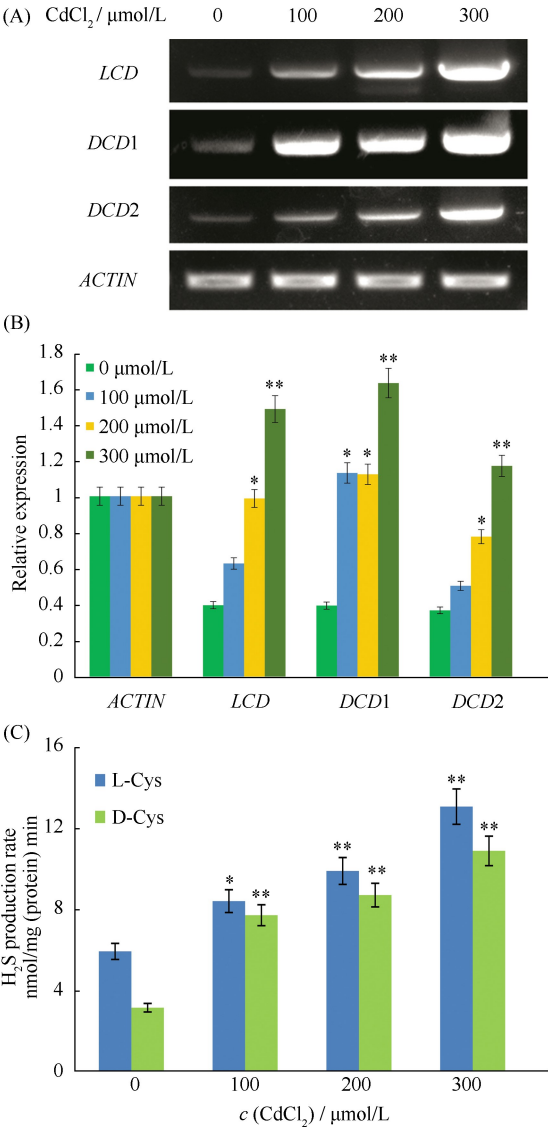 (A) CdCl₂ / μmol/L 0 100 200 300
LCD
DCD1
DCD2
ACTIN
(B)
1.8
1.6
1.4
1.2
1
0.8
0.6
0.4
0.2
0
Relative expression
0 μmol/L
100 μmol/L
200 μmol/L
300 μmol/L
* ** * * ** * **
ACTIN LCD DCD1 DCD2
(C)
16
12
8
4
0
H₂S production rate
nmol/mg (protein) min
L-Cys
D-Cys
* ** ** ** ** **
0 100 200 300
c (CdCl₂) / μmol/L